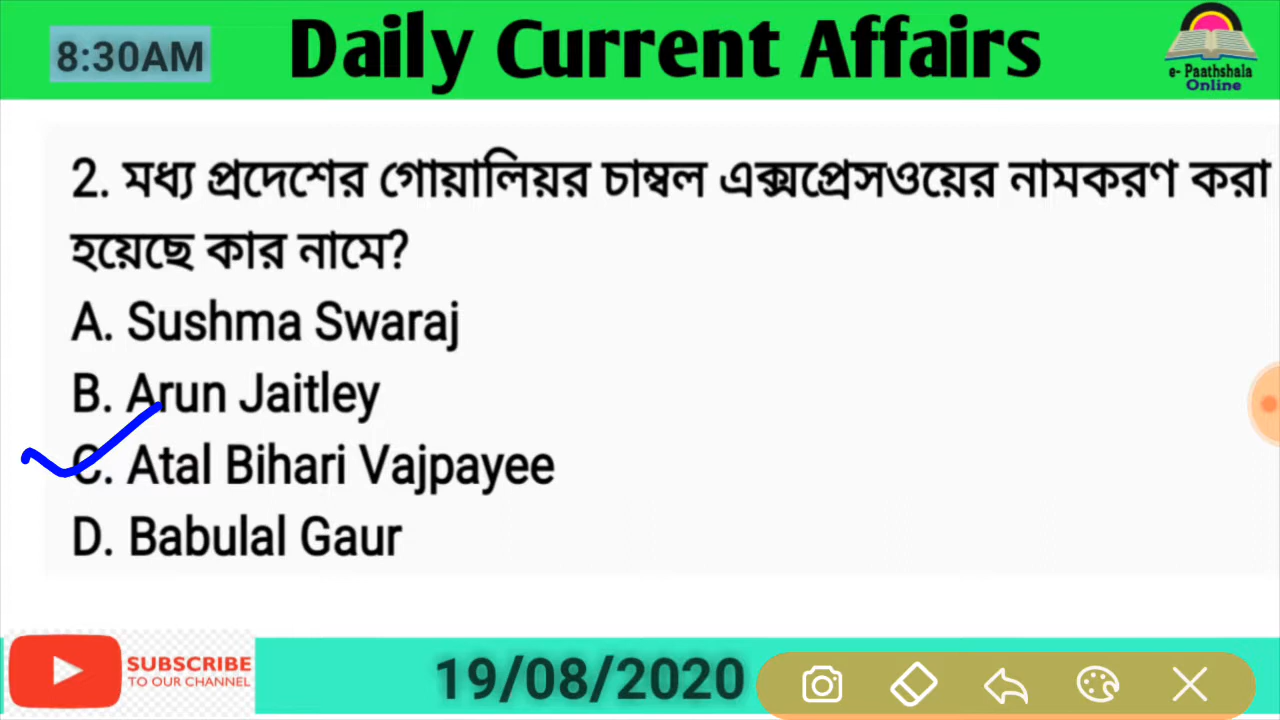 8:30AM
Daily Current Affairs
e- Paathshala
Online
2. মধ্য প্রদেশের গোয়ালিয়র চাম্বল এক্সপ্রেসওয়ের নামকরণ করা
হয়েছে কার নামে?
A. Sushma Swaraj
B. Arun Jaitley
C. Atal Bihari Vajpayee
D. Babulal Gaur
SUBSCRIBE
TO OUR CHANNEL
19/08/2020